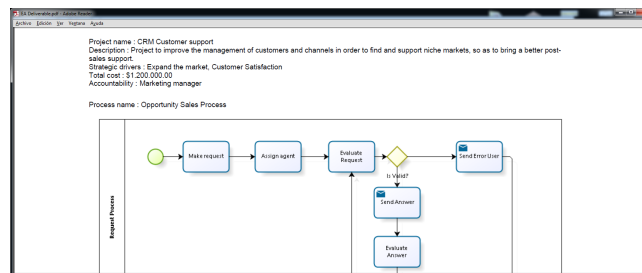 EA Deliverable.pdf - Adobe Reader
Archivo Edición Ver Ventana Ayuda
Project name : CRM Customer support
Description : Project to improve the management of customers and channels in order to find and support niche markets, so as to bring a better post-
sales support.
Strategic drivers : Expand the market, Customer Satisfaction
Total cost : $1.200.000.00
Accountability : Marketing manager
Process name : Opportunity Sales Process
Request Process
Make request
Assign agent
Evaluate
Request
Is Valid?
Send Error User
Send Answer
Evaluate
Answer